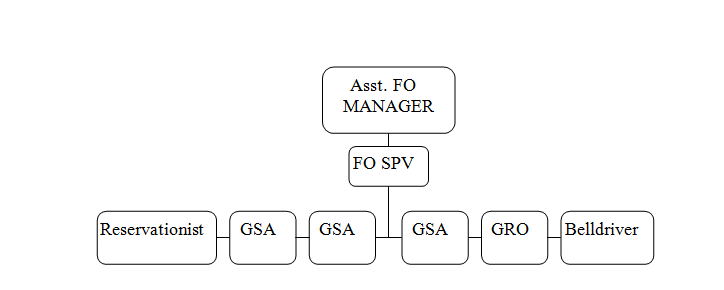 Asst. FO
MANAGER
FO SPV
Reservationist
GSA
GSA
GSA
GRO
Belldriver